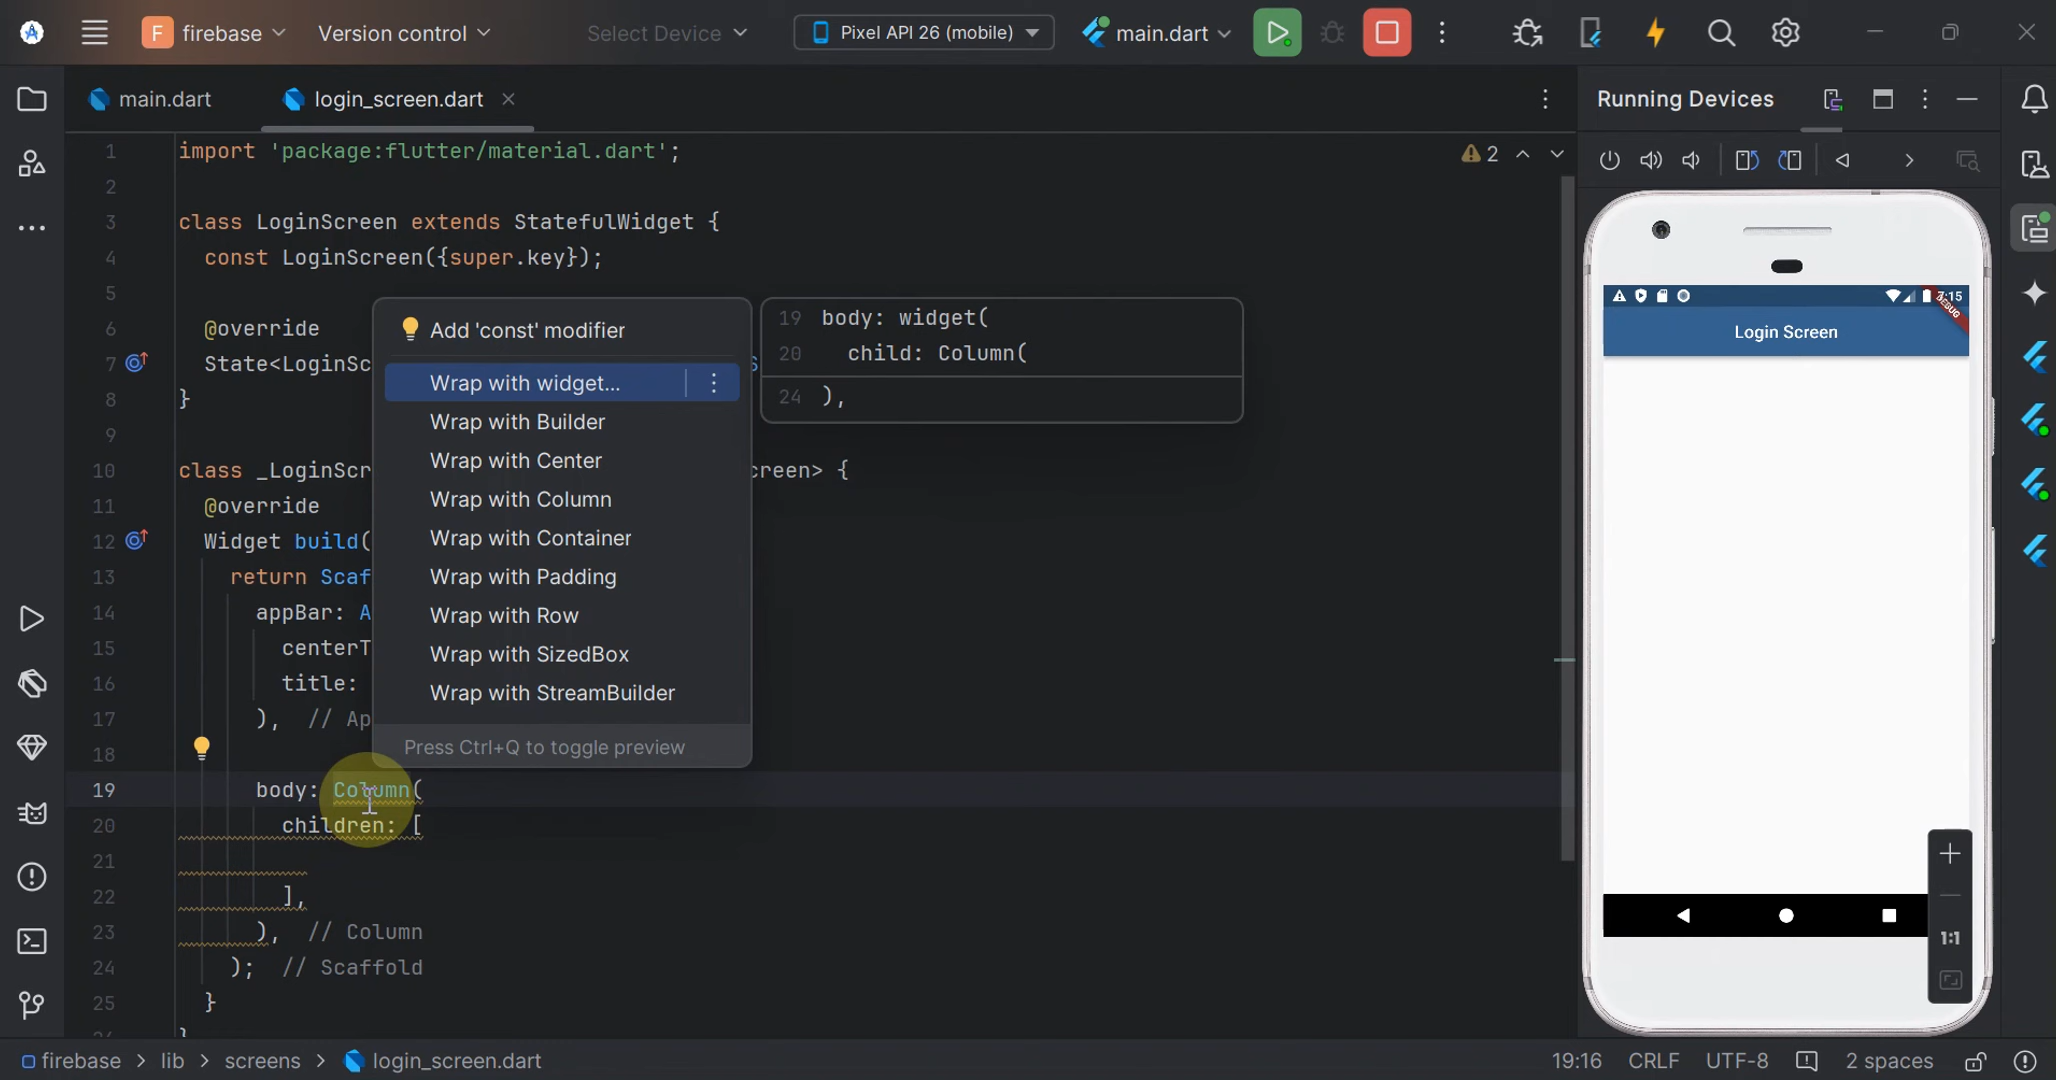 F firebase Version control Select Device Pixel API 26 (mobile) main.dart
main.dart login_screen.dart
Running Devices
1 import 'package:flutter/material.dart';
2 2
3 class LoginScreen extends StatefulWidget {
4 const LoginScreen({super.key});
5
6 @override
7 State<LoginSc
8 }
9
10 class _LoginScr creen> {
11 @override
12 Widget build(
13 return Scaf
14 appBar: A
15 centerT
16 title:
17 ), // Ap
18
19 body: Column(
20 children: [
21
22 ],
23 ), // Column
24 ); // Scaffold
25 }
}
Add 'const' modifier
Wrap with widget...
Wrap with Builder
Wrap with Center
Wrap with Column
Wrap with Container
Wrap with Padding
Wrap with Row
Wrap with SizedBox
Wrap with StreamBuilder
Press Ctrl+Q to toggle preview
19 body: widget(
20 child: Column(
24 ),
7:15
DEBUG
Login Screen
1:1
firebase > lib > screens > login_screen.dart
19:16 CRLF UTF-8 2 spaces